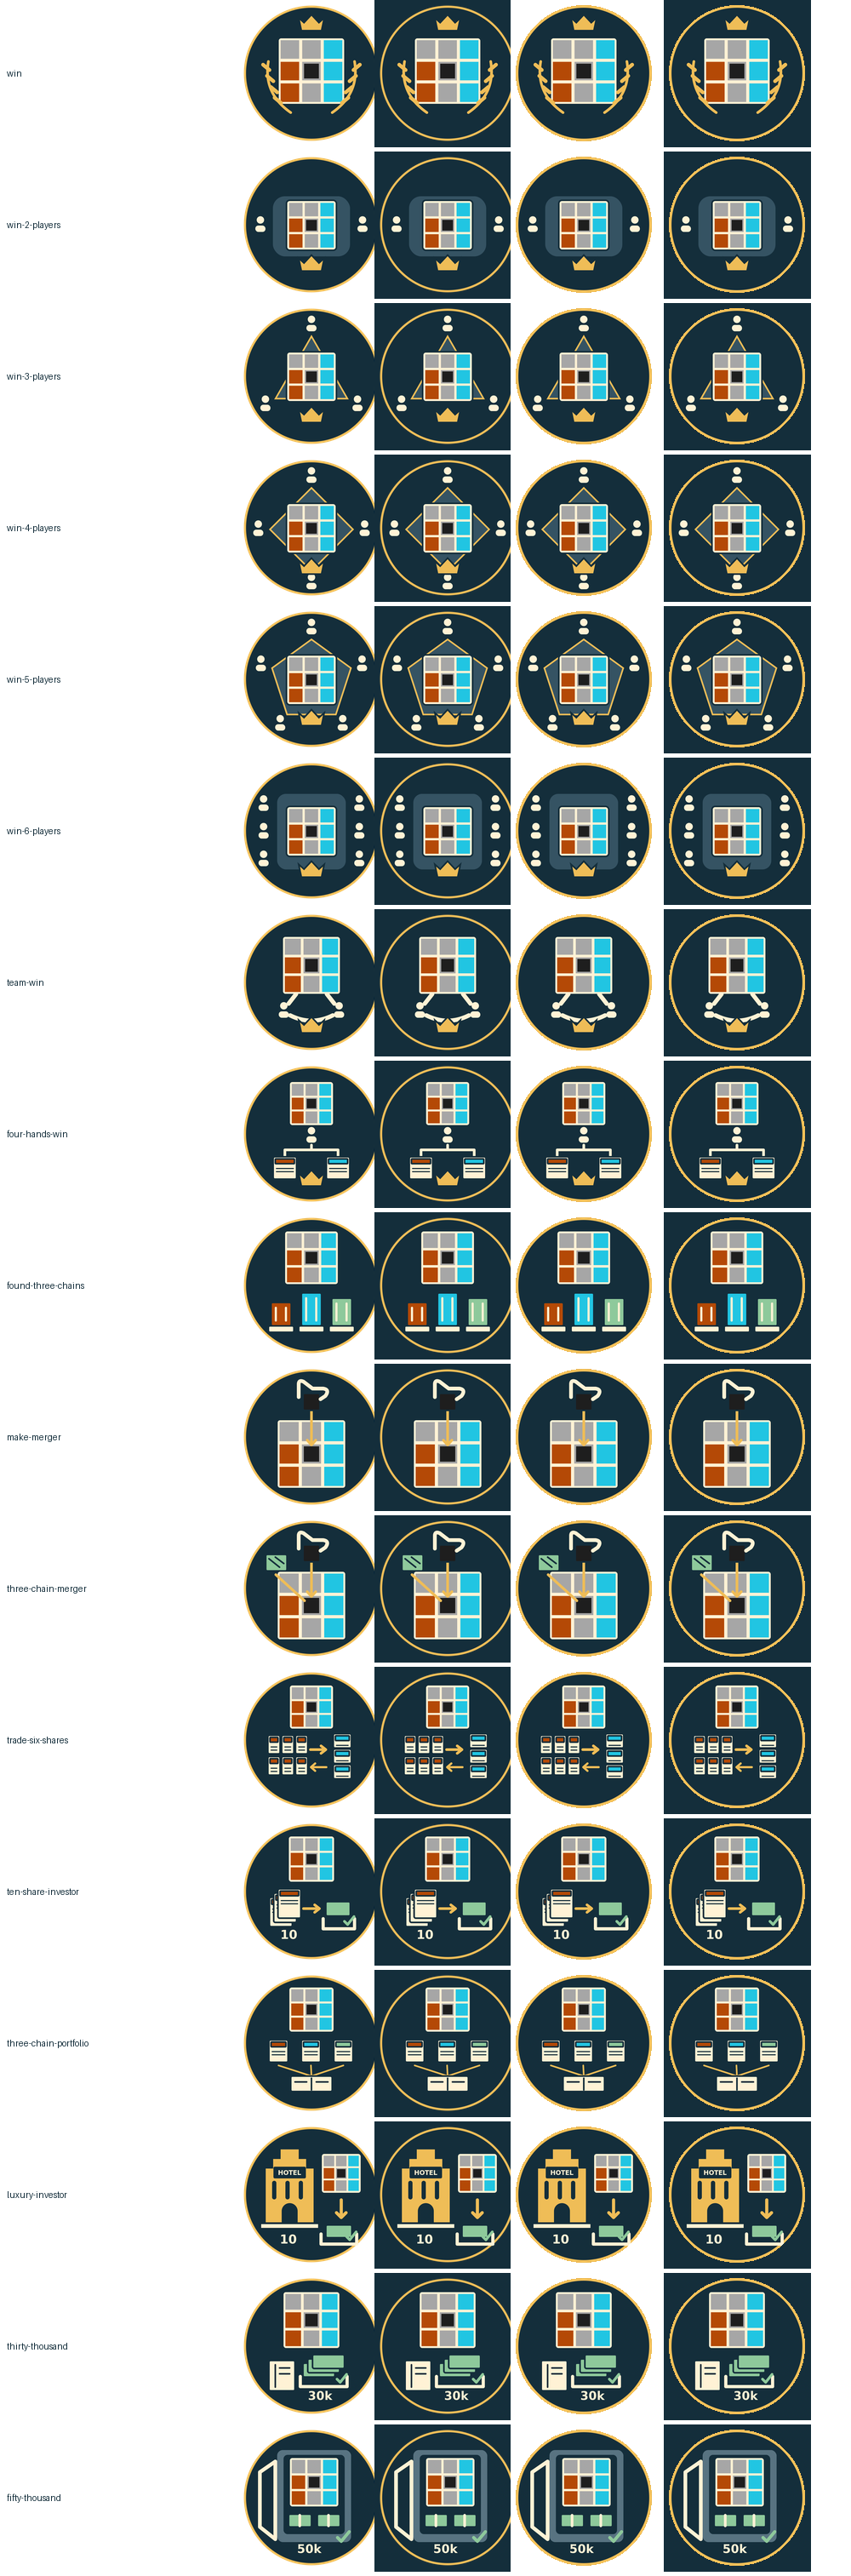 win
win-2-players
win-3-players
win-4-players
win-5-players
win-6-players
team-win
four-hands-win
found-three-chains
make-merger
three-chain-merger
trade-six-shares
ten-share-investor
10 10 10 10
three-chain-portfolio
HOTEL HOTEL HOTEL HOTEL
luxury-investor
10 10 10 10
thirty-thousand
30k 30k 30k 30k
fifty-thousand
50k 50k 50k 50k